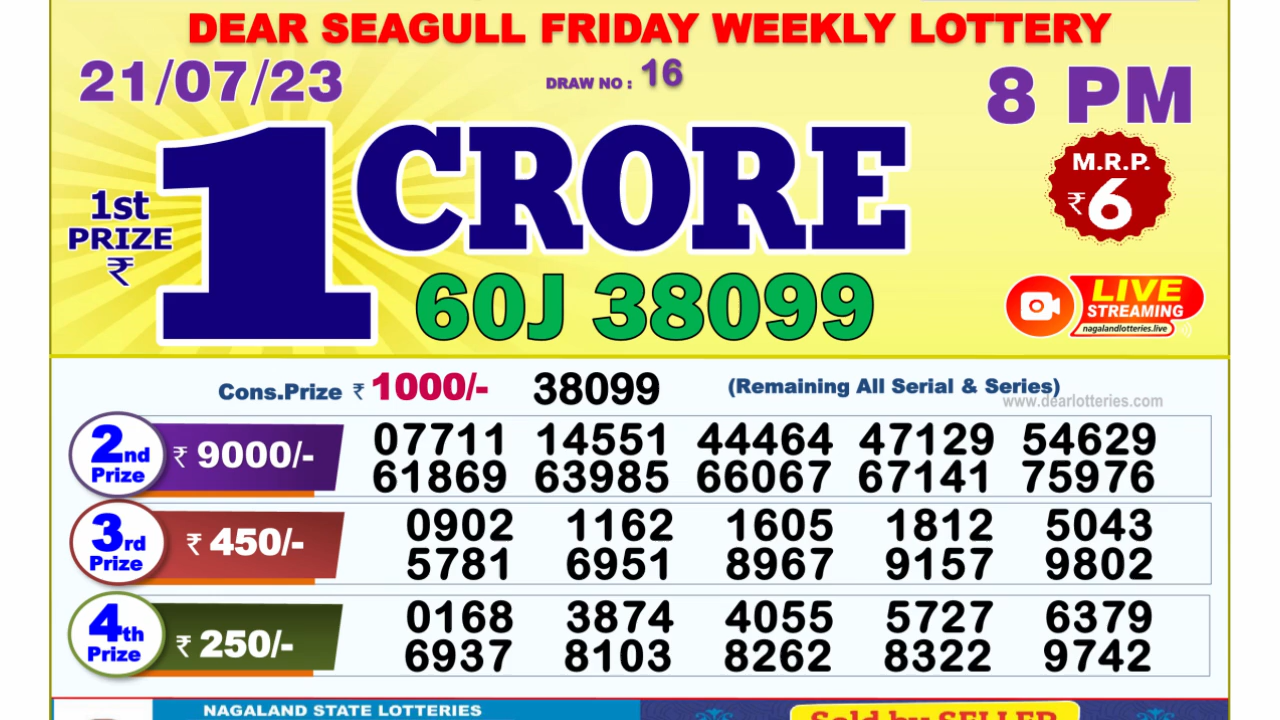 DEAR SEAGULL FRIDAY WEEKLY LOTTERY
21/07/23
DRAW NO : 16
8 PM
1st
PRIZE
₹
1 CRORE
M.R.P.
₹6
60J 38099
LIVE
STREAMING
nagalandlotteries.live
Cons.Prize ₹ 1000/- 38099 (Remaining All Serial & Series)
www.dearlotteries.com
2nd Prize ₹ 9000/-
07711 14551 44464 47129 54629
61869 63985 66067 67141 75976
3rd Prize ₹ 450/-
0902 1162 1605 1812 5043
5781 6951 8967 9157 9802
4th Prize ₹ 250/-
0168 3874 4055 5727 6379
6937 8103 8262 8322 9742
NAGALAND STATE LOTTERIES
Sold by SELLER